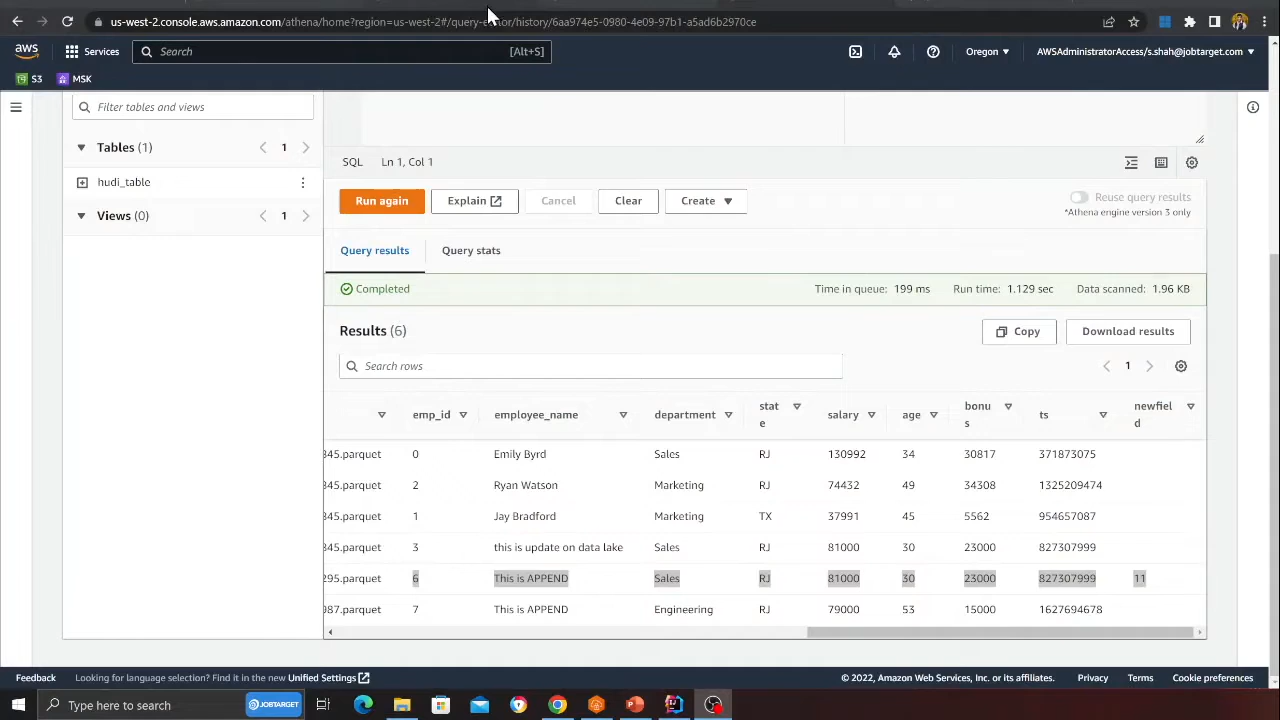 us-west-2.console.aws.amazon.com/athena/home?region=us-west-2#/query-editor/history/6aa974e5-0980-4e09-97b1-a5ad6b2970ce
aws Services Search [Alt+S] Oregon AWSAdministratorAccess/s.shah@jobtarget.com
S3 MSK
Filter tables and views
Tables (1) 1
hudi_table
Views (0) 1
SQL Ln 1, Col 1
Run again Explain Cancel Clear Create
Reuse query results
*Athena engine version 3 only
Query results Query stats
Completed Time in queue: 199 ms Run time: 1.129 sec Data scanned: 1.96 KB
Results (6) Copy Download results
Search rows 1
emp_id employee_name department state salary age bonus ts newfield
345.parquet 0 Emily Byrd Sales RJ 130992 34 30817 371873075
345.parquet 2 Ryan Watson Marketing RJ 74432 49 34308 1325209474
345.parquet 1 Jay Bradford Marketing TX 37991 45 5562 954657087
345.parquet 3 this is update on data lake Sales RJ 81000 30 23000 827307999
295.parquet 6 This is APPEND Sales RJ 81000 30 23000 827307999 11
987.parquet 7 This is APPEND Engineering RJ 79000 53 15000 1627694678
Feedback Looking for language selection? Find it in the new Unified Settings © 2022, Amazon Web Services, Inc. or its affiliates. Privacy Terms Cookie preferences
Type here to search JOBTARGET